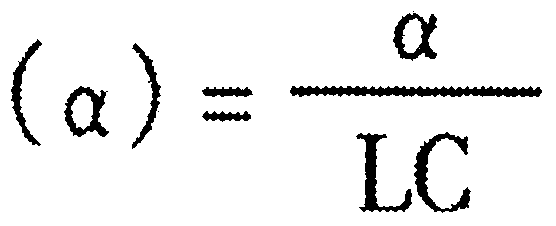 (α) = α / LC